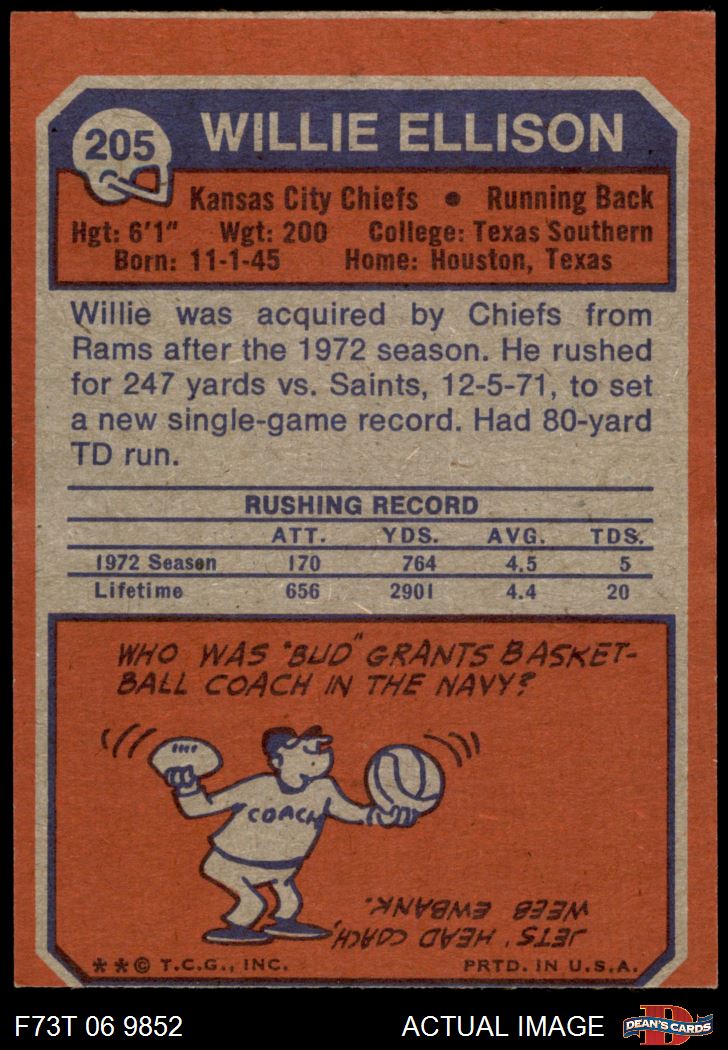 205
WILLIE ELLISON
Kansas City Chiefs • Running Back
Hgt: 6'1" Wgt: 200 College: Texas Southern
Born: 11-1-45 Home: Houston, Texas
Willie was acquired by Chiefs from
Rams after the 1972 season. He rushed
for 247 yards vs. Saints, 12-5-71, to set
a new single-game record. Had 80-yard
TD run.
RUSHING RECORD
ATT. YDS. AVG. TDS.
1972 Season 170 764 4.5 5
Lifetime 656 2901 4.4 20
WHO WAS "BUD" GRANTS BASKET-
BALL COACH IN THE NAVY?
COACH
JETS' HEAD COACH,
WEEB EWBANK.
**© T.C.G., INC. PRTD. IN U.S.A.
F73T 06 9852 ACTUAL IMAGE
D
DEAN'S CARDS